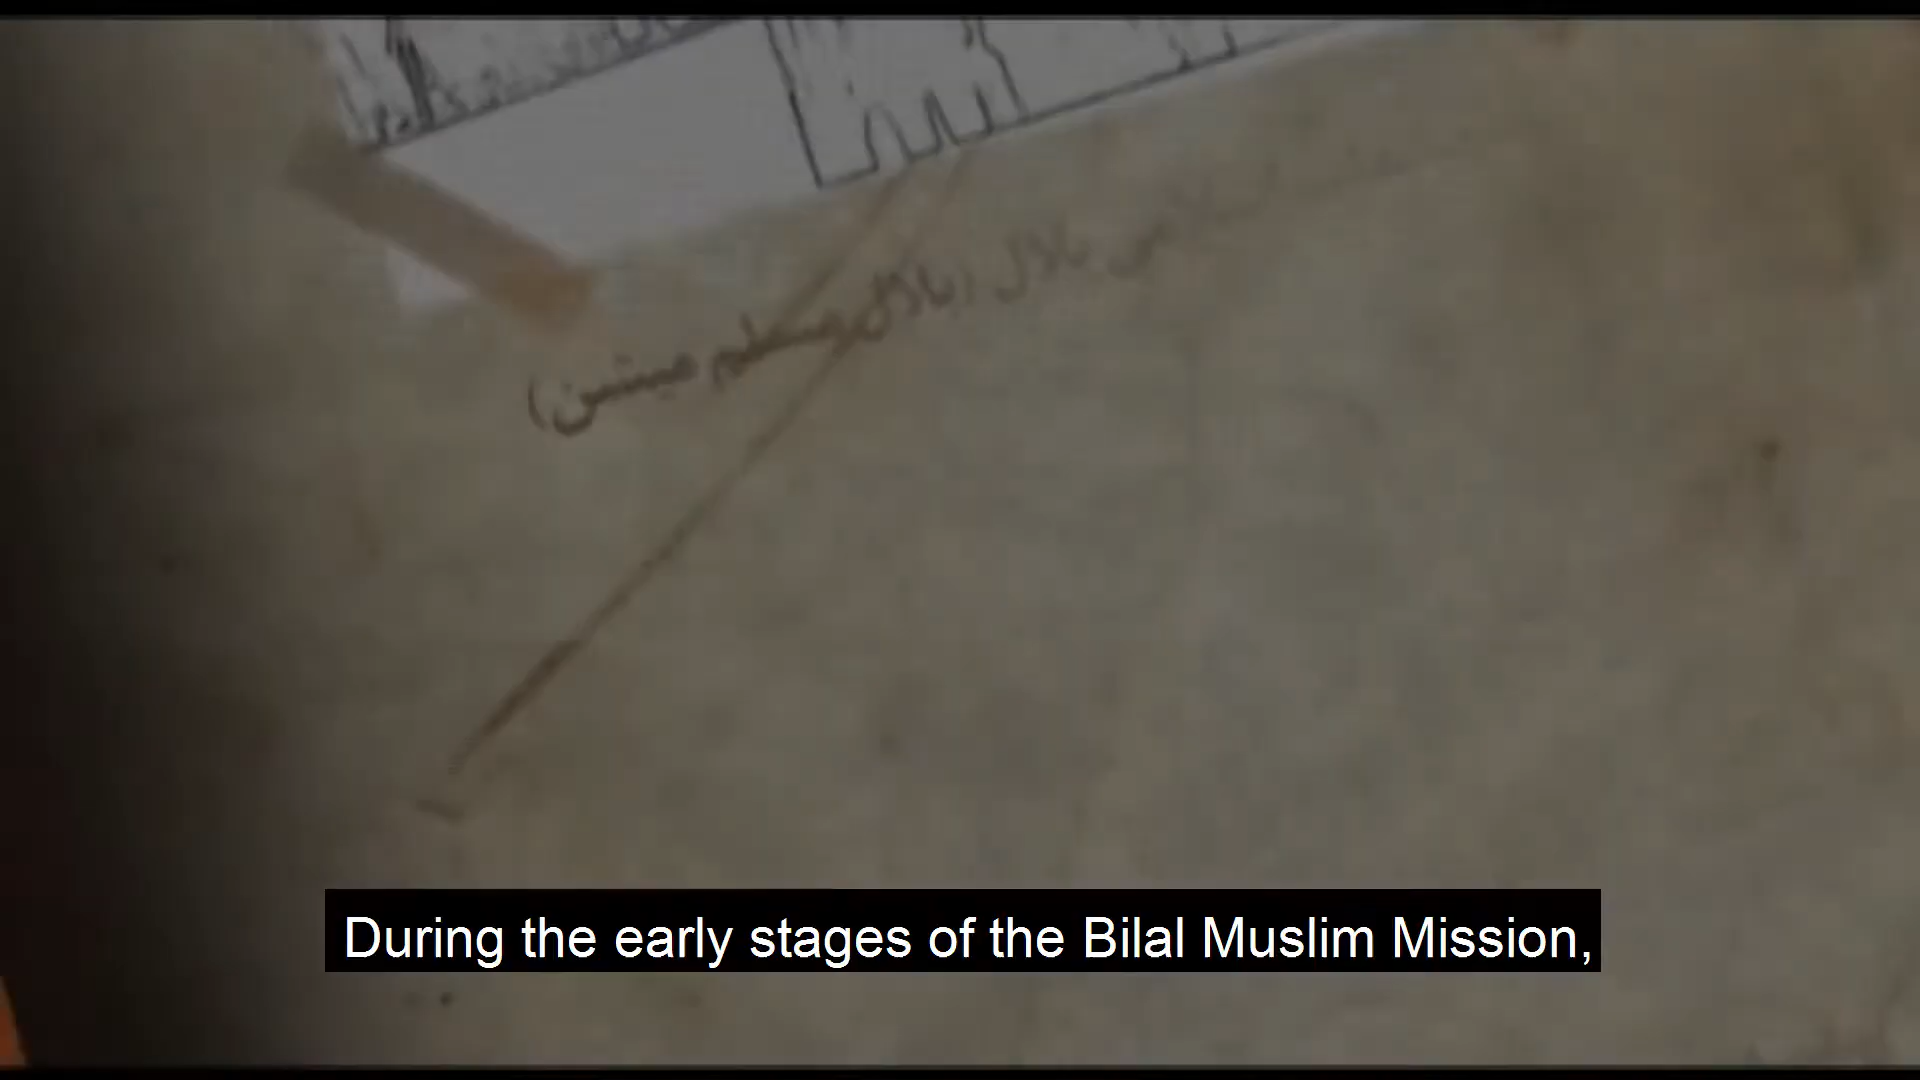 بلال (بلال مسلم میشن)
During the early stages of the Bilal Muslim Mission,